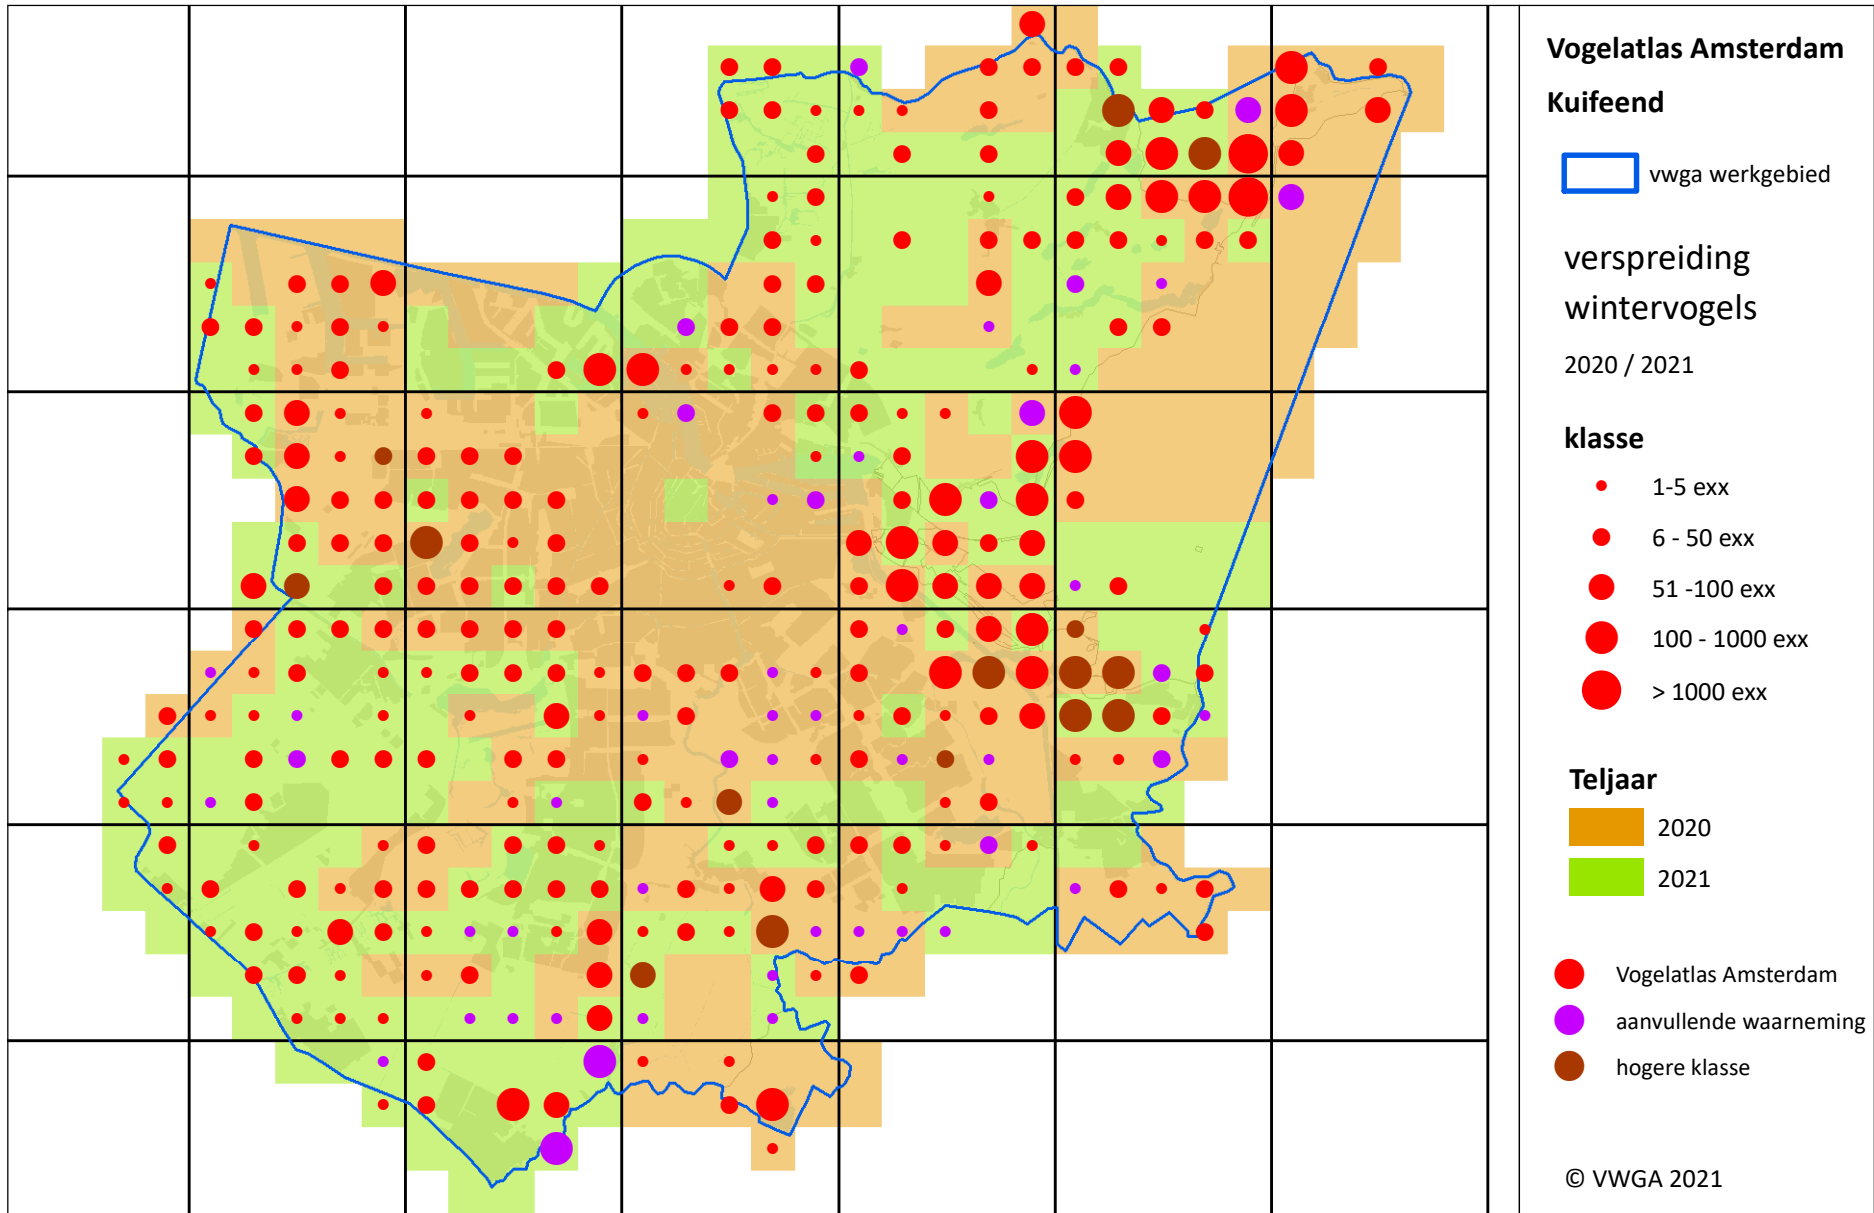 Vogelatlas Amsterdam
Kuifeend
vwga werkgebied
verspreiding
wintervogels
2020 / 2021
klasse
1-5 exx
6 - 50 exx
51 -100 exx
100 - 1000 exx
> 1000 exx
Teljaar
2020
2021
Vogelatlas Amsterdam
aanvullende waarneming
hogere klasse
© VWGA 2021